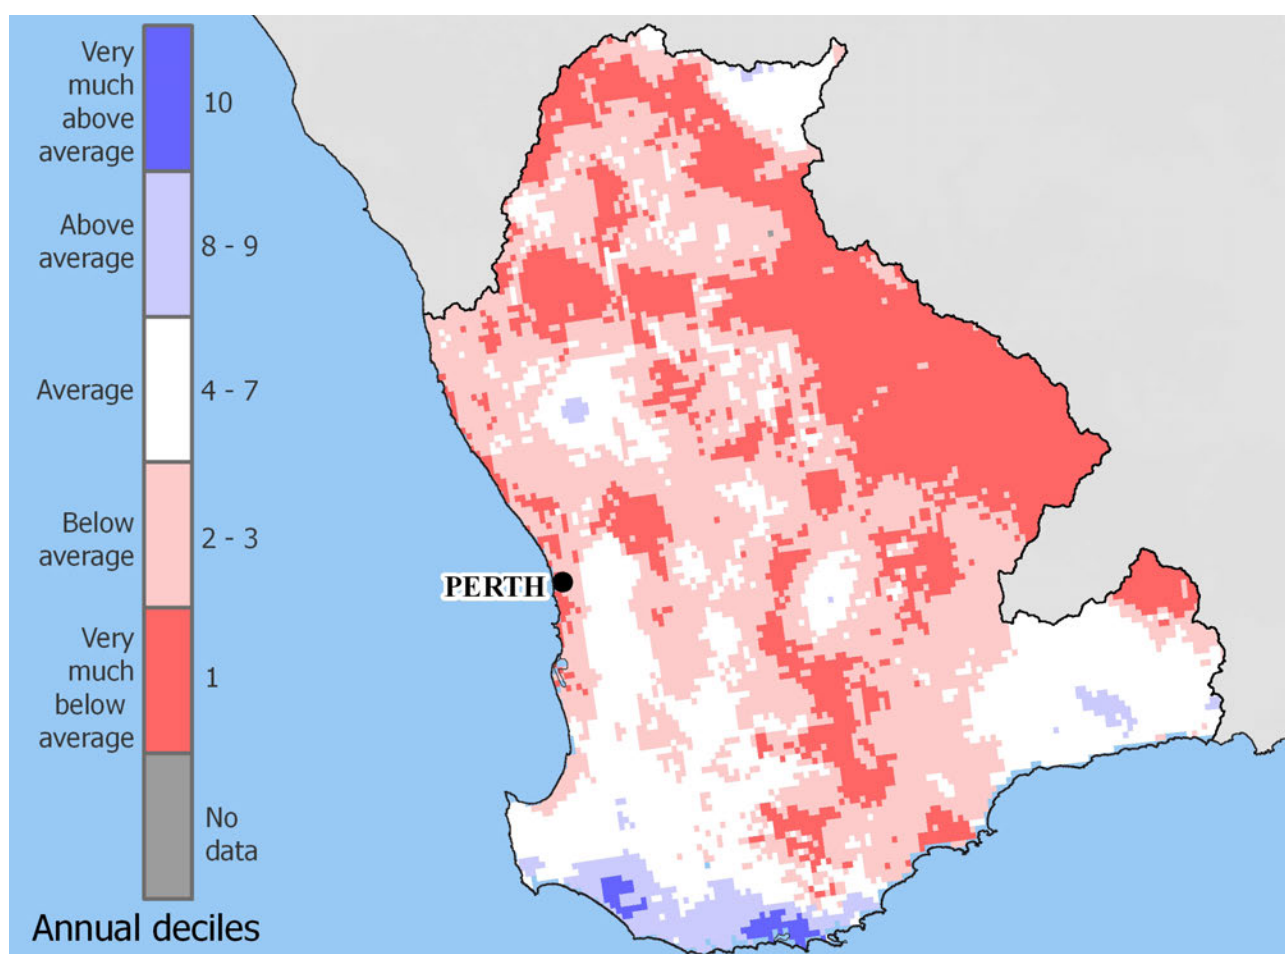 Very
much
above
average
10
Above
average
8 - 9
Average
4 - 7
Below
average
2 - 3
Very
much
below
average
1
No
data
Annual deciles
PERTH